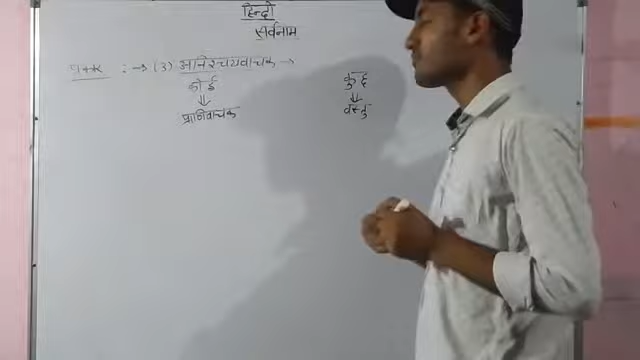 हिन्दी
सर्वनाम
:→ (3) अनिश्चयवाचक →
कोई कुछ
⇓ ⇓
प्राणिवाचक वस्तु